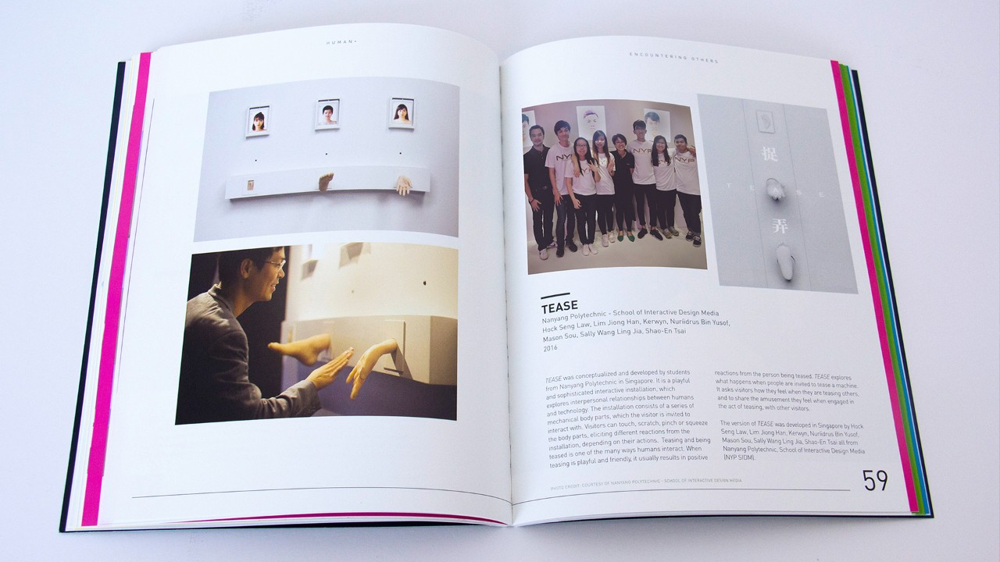 HUMAN+
ENCOUNTERING OTHERS
NYP
NYP
NYP
捉
TEASE
弄
TEASE
Nanyang Polytechnic - School of Interactive Design Media
Hock Seng Law, Lim Jiong Han, Kerwyn, Nuriidrus Bin Yusof,
Mason Sou, Sally Wang Ling Jia, Shao-En Tsai
2016
TEASE was conceptualized and developed by students
from Nanyang Polytechnic in Singapore. It is a playful
and sophisticated interactive installation, which
explores interpersonal relationships between humans
and technology. The installation consists of a series of
mechanical body parts, which the visitor is invited to
interact with. Visitors can touch, scratch, pinch or squeeze
the body parts, eliciting different reactions from the
installation, depending on their actions. Teasing and being
teased is one of the many ways humans interact. When
teasing is playful and friendly, it usually results in positive
reactions from the person being teased. TEASE explores
what happens when people are invited to tease a machine.
It asks visitors how they feel when they are teasing others,
and to share the amusement they feel when engaged in
the act of teasing, with other visitors.
The version of TEASE was developed in Singapore by Hock
Seng Law, Lim Jiong Han, Kerwyn, Nuriidrus Bin Yusof,
Mason Sou, Sally Wang Ling Jia, Shao-En Tsai all from
Nanyang Polytechnic, School of Interactive Design Media
(NYP SIDM).
PHOTO CREDIT: COURTESY OF NANYANG POLYTECHNIC - SCHOOL OF INTERACTIVE DESIGN MEDIA
59